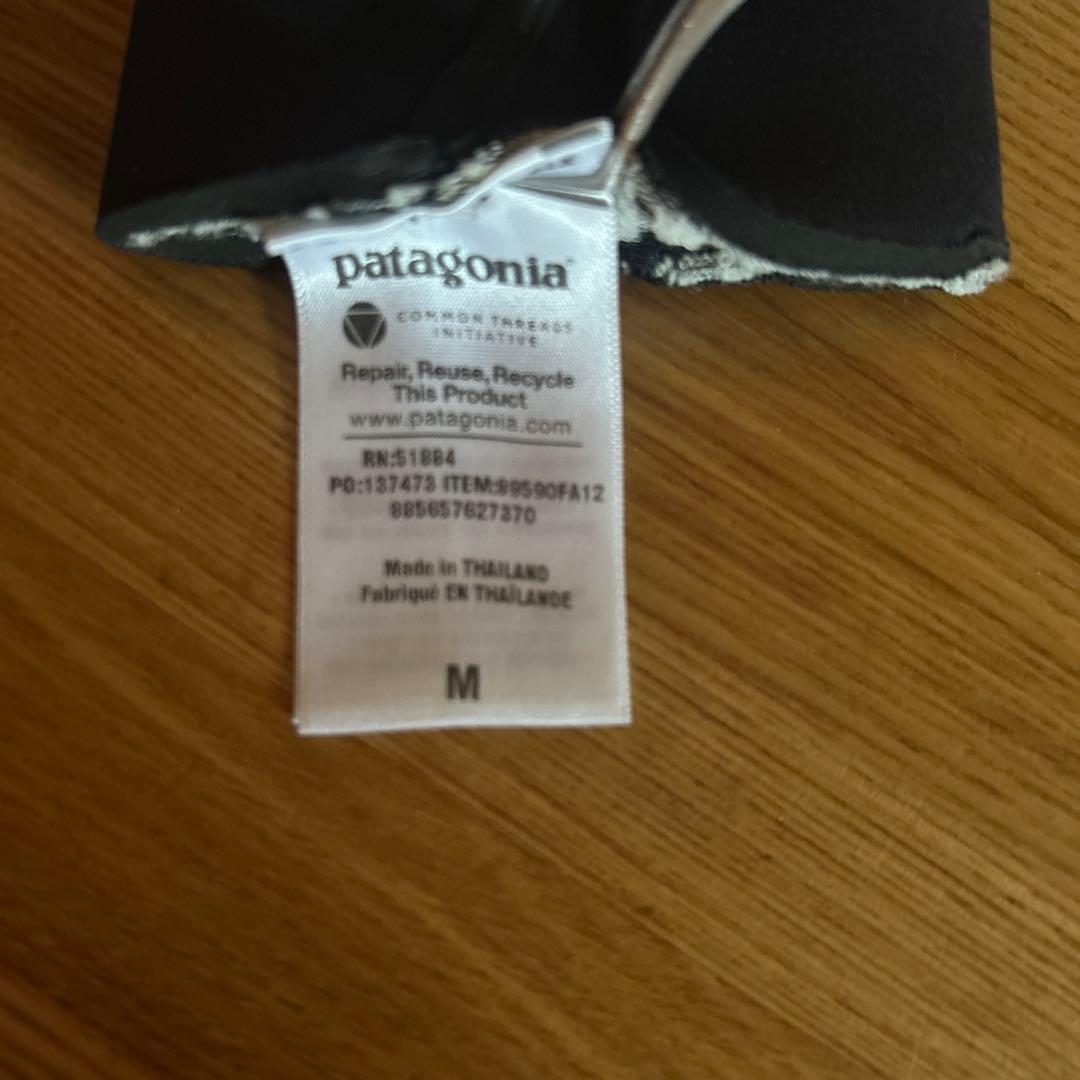 patagonia
COMMON THREADS
INITIATIVE
Repair, Reuse, Recycle
This Product
www.patagonia.com
RN:51884
PO:137473 ITEM:89590FA12
885657627370
Made in THAILAND
Fabriqué EN THAÏLANDE
M